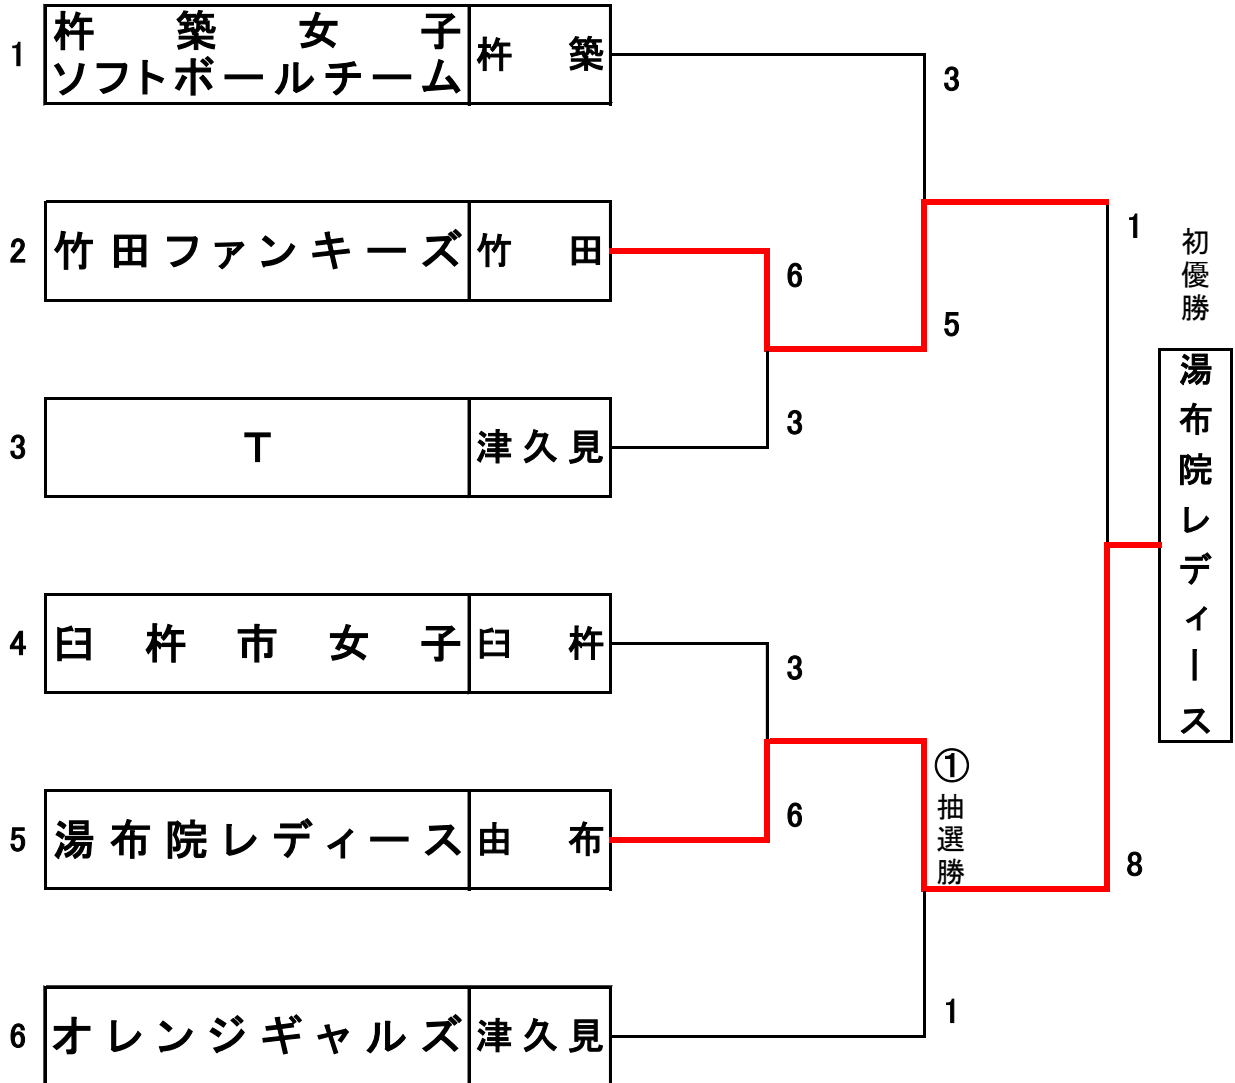 1 杵築女子 杵築
ソフトボールチーム
3
2 竹田ファンキーズ 竹田
6
5
1
初優勝
3 T 津久見
3
湯布院レディース
4 臼杵市女子 臼杵
3
5 湯布院レディース 由布
6
①
抽選勝
8
6 オレンジギャルズ 津久見
1